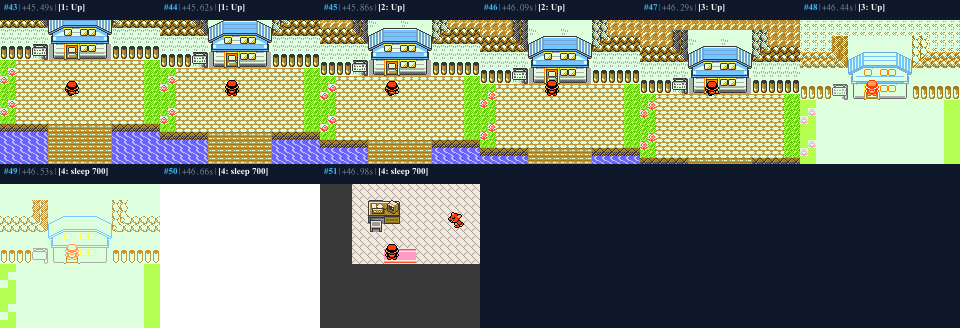 #43|+45.49s| [1: Up]
#44|+45.62s| [1: Up]
#45|+45.86s| [2: Up]
#46|+46.09s| [2: Up]
#47|+46.29s| [3: Up]
#48|+46.44s| [3: Up]
#49|+46.53s| [4: sleep 700]
#50|+46.66s| [4: sleep 700]
#51|+46.98s| [4: sleep 700]